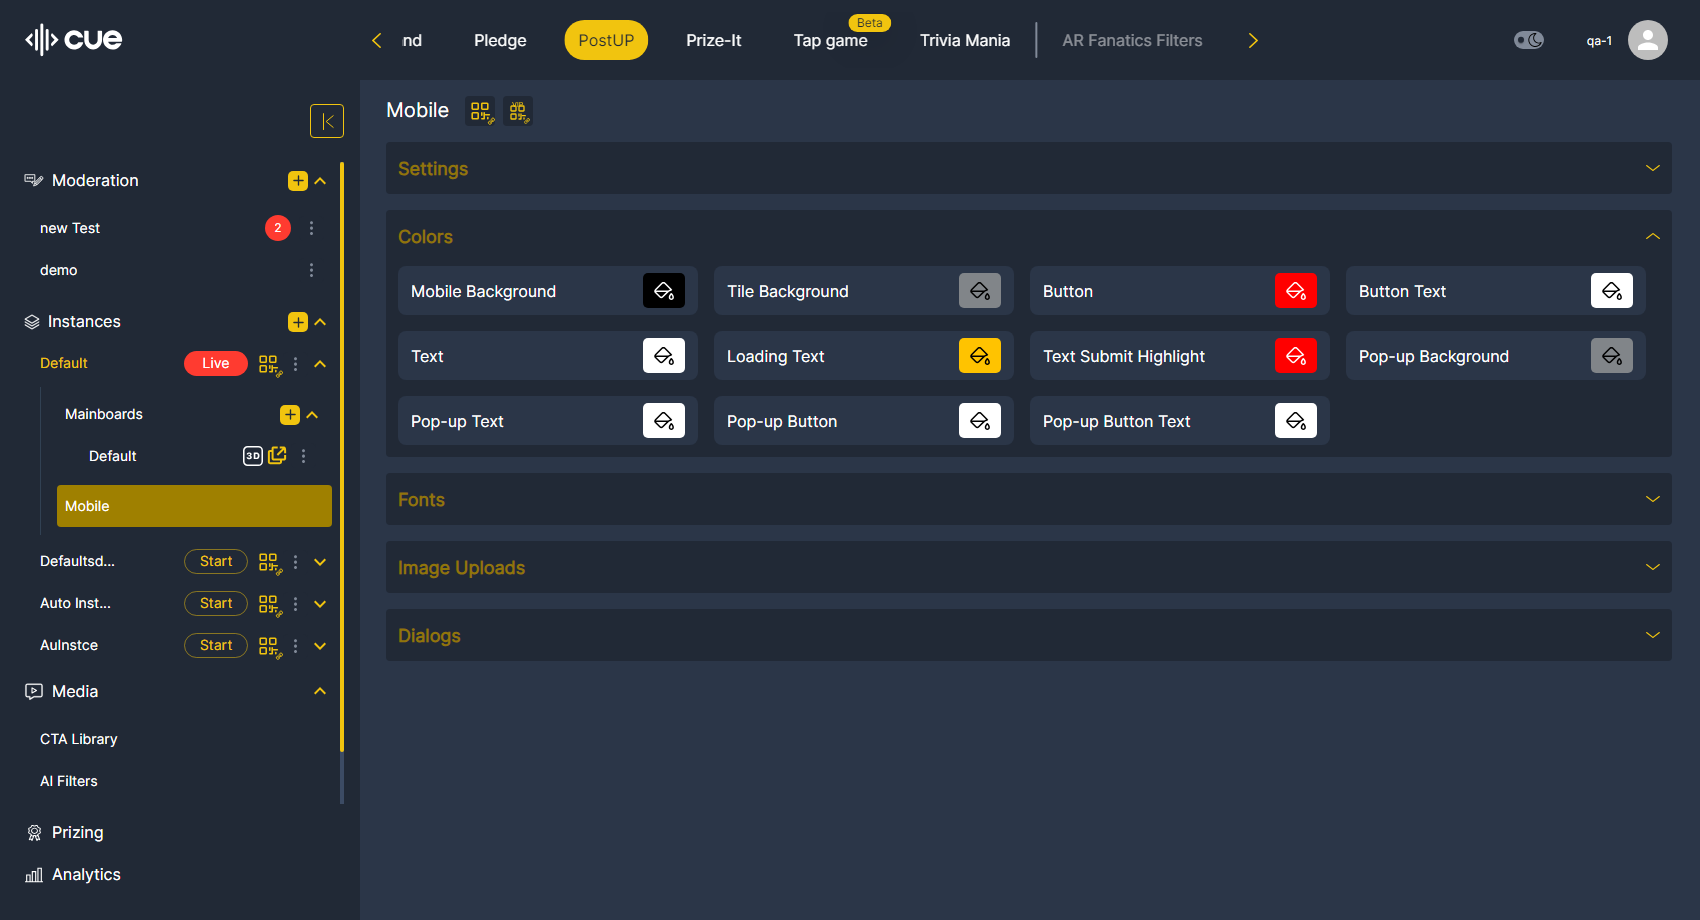 cue
nd
Pledge
PostUP
Prize-It
Beta
Tap game
Trivia Mania
AR Fanatics Filters
qa-1
Moderation
new Test
2
demo
Instances
Default
Live
Mainboards
Default
3D
Mobile
Defaultsd...
Start
Auto Inst...
Start
AuInstce
Start
Media
CTA Library
AI Filters
Prizing
Analytics
Mobile
VIP
Settings
Colors
Mobile Background
Tile Background
Button
Button Text
Text
Loading Text
Text Submit Highlight
Pop-up Background
Pop-up Text
Pop-up Button
Pop-up Button Text
Fonts
Image Uploads
Dialogs